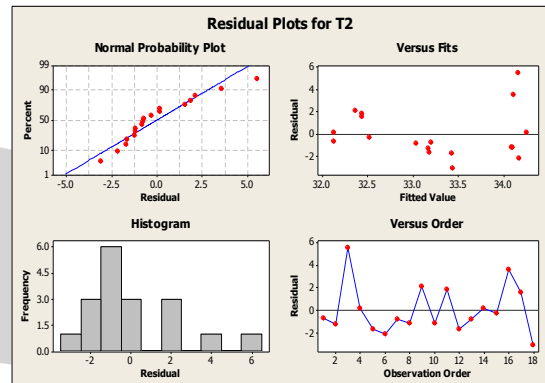 Residual Plots for T2
Normal Probability Plot
Versus Fits
99
90
50
10
1
Percent
-5.0 -2.5 0.0 2.5 5.0
Residual
6
4
2
0
-2
Residual
32.0 32.5 33.0 33.5 34.0
Fitted Value
Histogram
Versus Order
6.0
4.5
3.0
1.5
0.0
Frequency
-2 0 2 4 6
Residual
6
4
2
0
-2
Residual
2 4 6 8 10 12 14 16 18
Observation Order